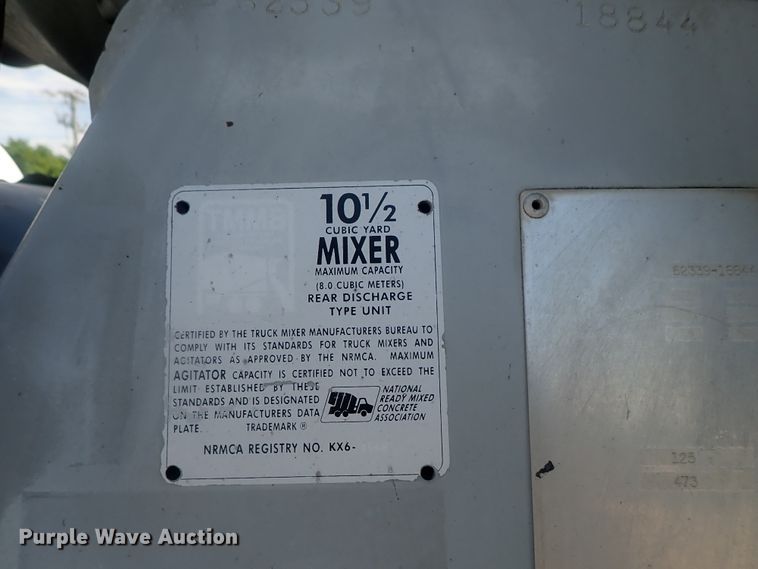 62339
18844
10½
CUBIC YARD
MIXER
MAXIMUM CAPACITY
(8.0 CUBIC METERS)
REAR DISCHARGE
TYPE UNIT
CERTIFIED BY THE TRUCK MIXER MANUFACTURERS BUREAU TO
COMPLY WITH ITS STANDARDS FOR TRUCK MIXERS AND
AGITATORS AS APPROVED BY THE NRMCA. MAXIMUM
AGITATOR CAPACITY IS CERTIFIED NOT TO EXCEED THE
LIMIT ESTABLISHED BY THESE
STANDARDS AND IS DESIGNATED
ON THE MANUFACTURERS DATA
PLATE. TRADEMARK ®
NATIONAL
READY MIXED
CONCRETE
ASSOCIATION
NRMCA REGISTRY NO. KX6-
62339-18844
125
473
Purple Wave Auction